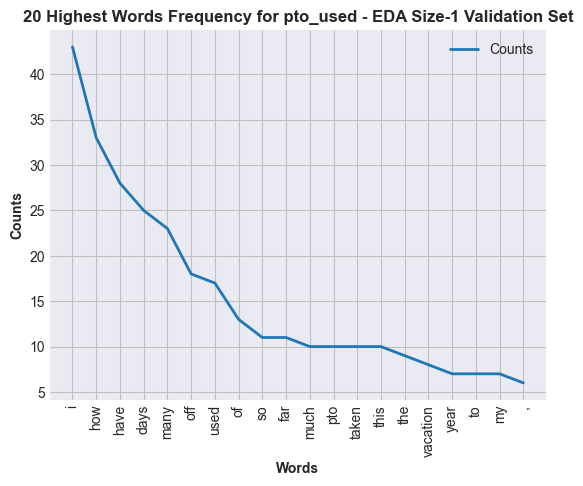 20 Highest Words Frequency for pto_used - EDA Size-1 Validation Set
Counts
40
35
30
25
20
15
10
5
Counts
i
how
have
days
many
off
used
of
so
far
much
pto
taken
this
the
vacation
year
to
my
,
Words